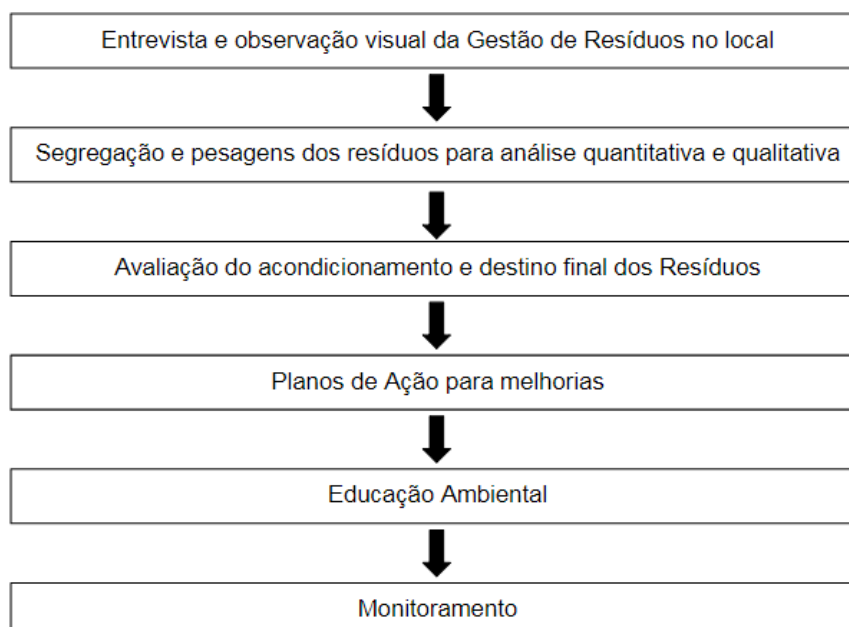 Entrevista e observação visual da Gestão de Resíduos no local
Segregação e pesagens dos resíduos para análise quantitativa e qualitativa
Avaliação do acondicionamento e destino final dos Resíduos
Planos de Ação para melhorias
Educação Ambiental
Monitoramento